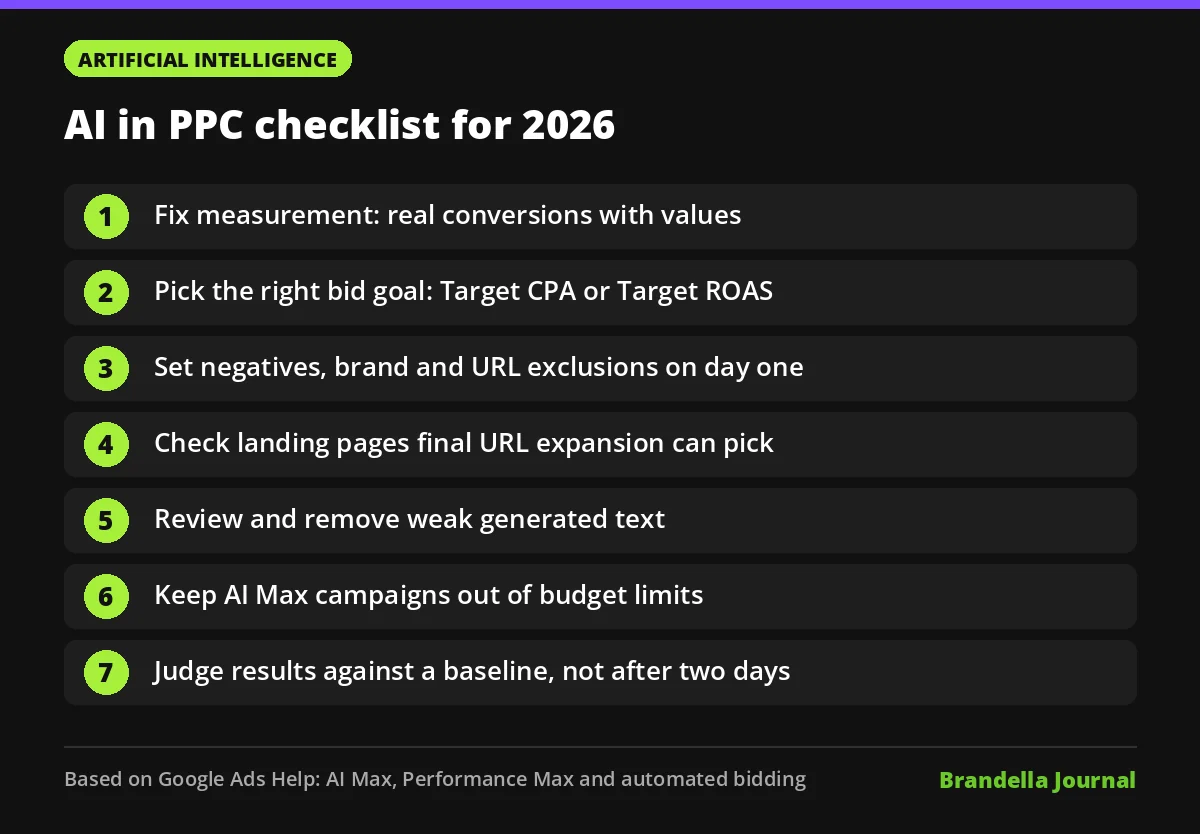 ARTIFICIAL INTELLIGENCE
AI in PPC checklist for 2026
1 Fix measurement: real conversions with values
2 Pick the right bid goal: Target CPA or Target ROAS
3 Set negatives, brand and URL exclusions on day one
4 Check landing pages final URL expansion can pick
5 Review and remove weak generated text
6 Keep AI Max campaigns out of budget limits
7 Judge results against a baseline, not after two days
Based on Google Ads Help: AI Max, Performance Max and automated bidding
Brandella Journal